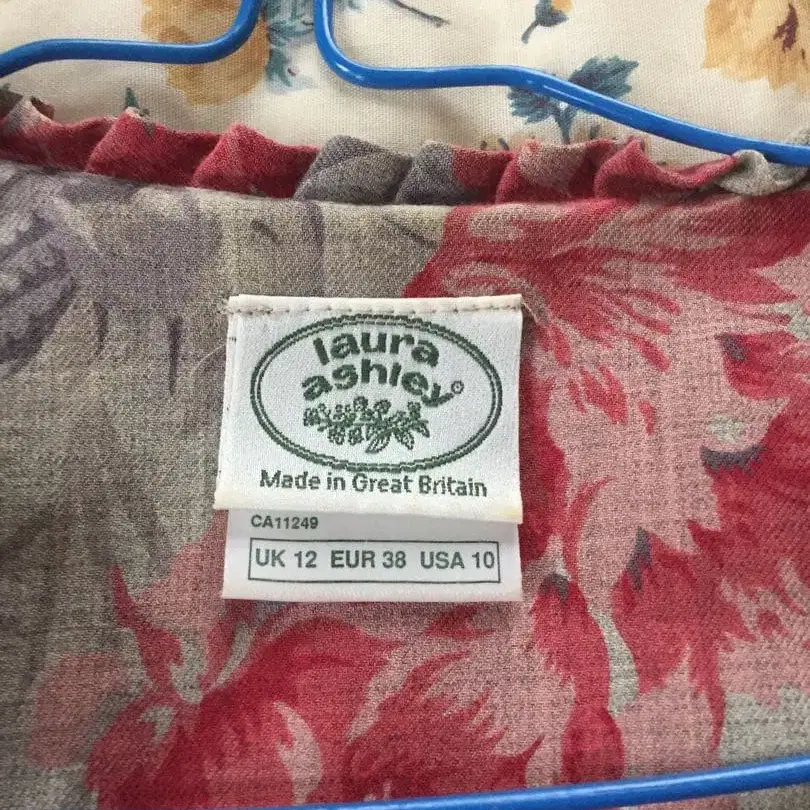 laura
ashley®
Made in Great Britain
CA11249
UK 12 EUR 38 USA 10